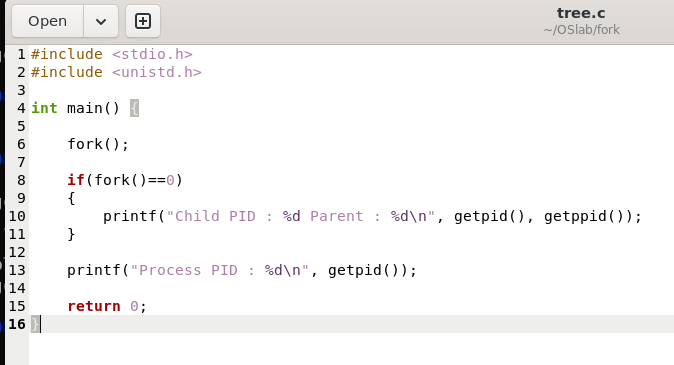 Open
tree.c
~/OSlab/fork
1 #include <stdio.h>
2 #include <unistd.h>
3
4 int main() {
5
6     fork();
7
8     if(fork()==0)
9     {
10         printf("Child PID : %d Parent : %d\n", getpid(), getppid());
11     }
12
13     printf("Process PID : %d\n", getpid());
14
15     return 0;
16 }